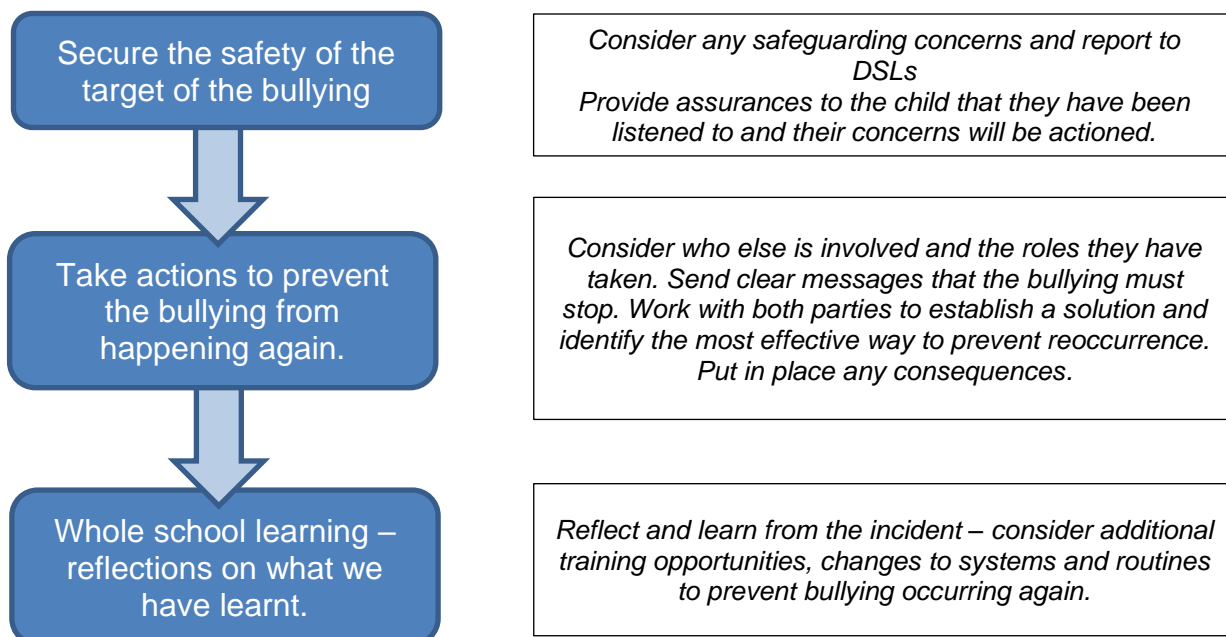 Secure the safety of the
target of the bullying
Consider any safeguarding concerns and report to
DSLs
Provide assurances to the child that they have been
listened to and their concerns will be actioned.
Take actions to prevent
the bullying from
happening again.
Consider who else is involved and the roles they have
taken. Send clear messages that the bullying must
stop. Work with both parties to establish a solution and
identify the most effective way to prevent reoccurrence.
Put in place any consequences.
Whole school learning –
reflections on what we
have learnt.
Reflect and learn from the incident – consider additional
training opportunities, changes to systems and routines
to prevent bullying occurring again.